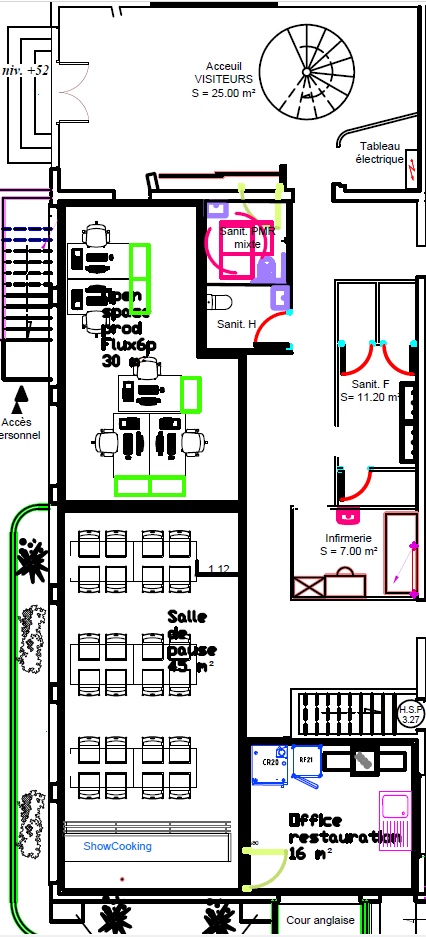 niv. +52
Acceuil
VISITEURS
S = 25.00 m²
Tableau
électrique
Sanit. PMR
mixte
Sanit. H
Open
space
prod
Flux6p
30 m²
Sanit. F
S= 11.20 m²
Accès
ersonnel
Infirmerie
S = 7.00 m²
1.12
Salle
de
pause
45 m²
H.S.P
3.27
CR20
RF21
Office
restauration
16 m²
ShowCooking
Cour anglaise